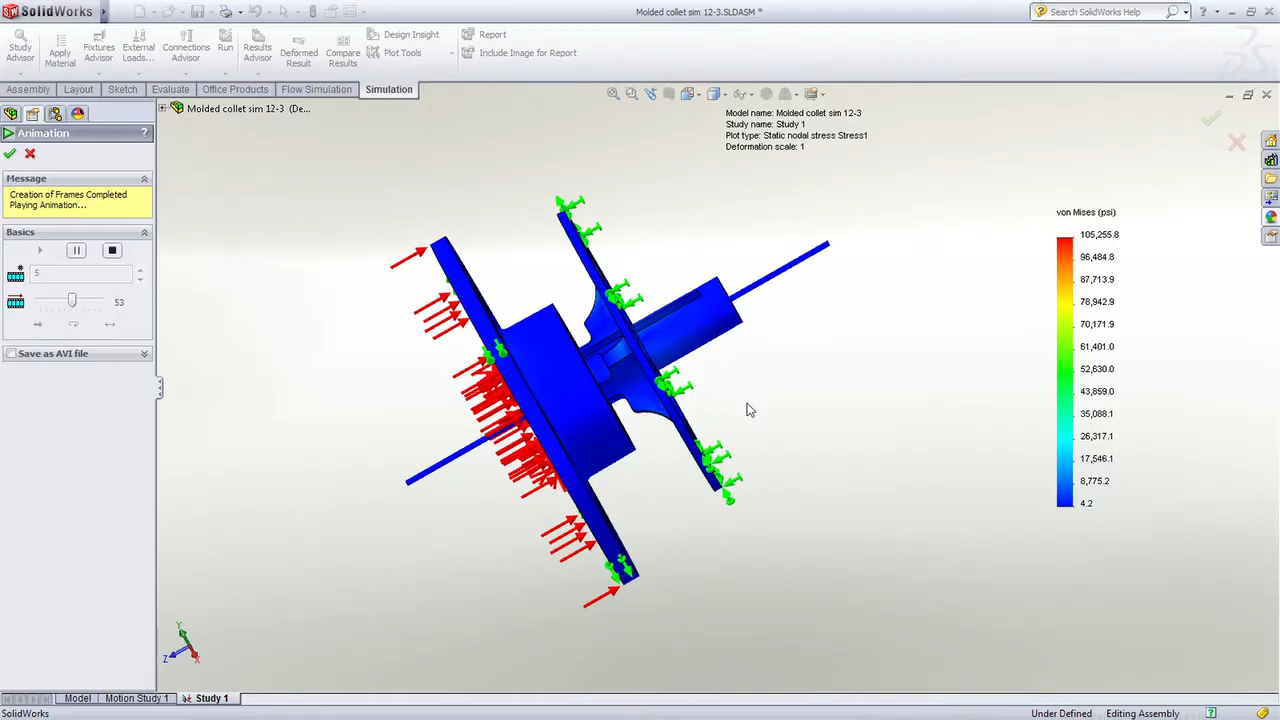 SolidWorks
Molded collet sim 12-3.SLDASM *
Search SolidWorks Help
Study Advisor
Apply Material
Fixtures Advisor
External Loads...
Connections Advisor
Run
Results Advisor
Deformed Result
Compare Results
Design Insight
Plot Tools
Report
Include Image for Report
Assembly
Layout
Sketch
Evaluate
Office Products
Flow Simulation
Simulation
Molded collet sim 12-3 (De...
Animation
?
Message
Creation of Frames Completed
Playing Animation...
Basics
5
53
Save as AVI file
Model name: Molded collet sim 12-3
Study name: Study 1
Plot type: Static nodal stress Stress1
Deformation scale: 1
von Mises (psi)
105,255.8
96,484.8
87,713.9
78,942.9
70,171.9
61,401.0
52,630.0
43,859.0
35,088.1
26,317.1
17,546.1
8,775.2
4.2
Y
Z
X
Model
Motion Study 1
Study 1
SolidWorks
Under Defined
Editing Assembly
?